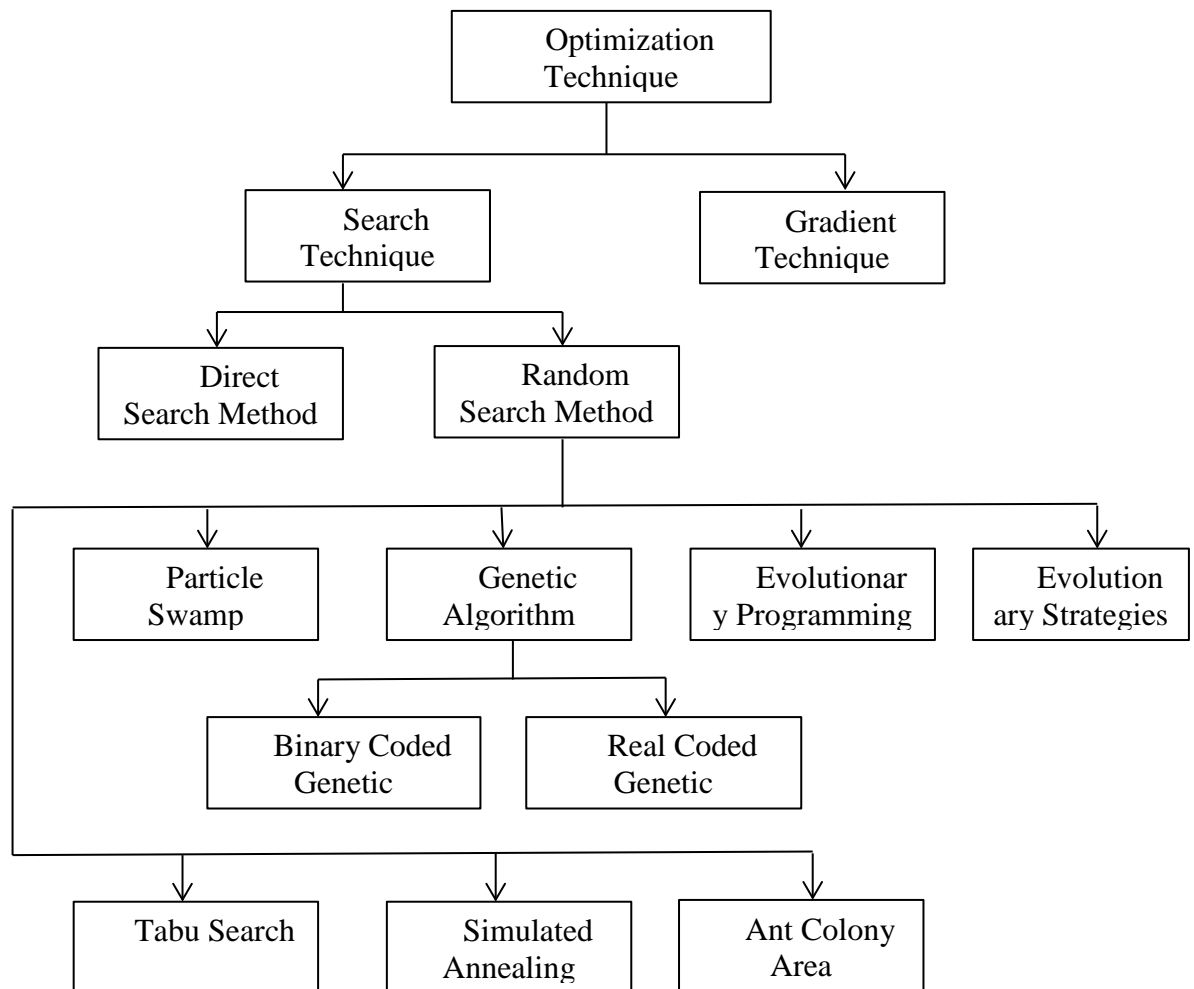 Optimization
Technique
Search
Technique
Gradient
Technique
Direct
Search Method
Random
Search Method
Particle
Swamp
Genetic
Algorithm
Evolutionar
y Programming
Evolution
ary Strategies
Binary Coded
Genetic
Real Coded
Genetic
Tabu Search
Simulated
Annealing
Ant Colony
Area